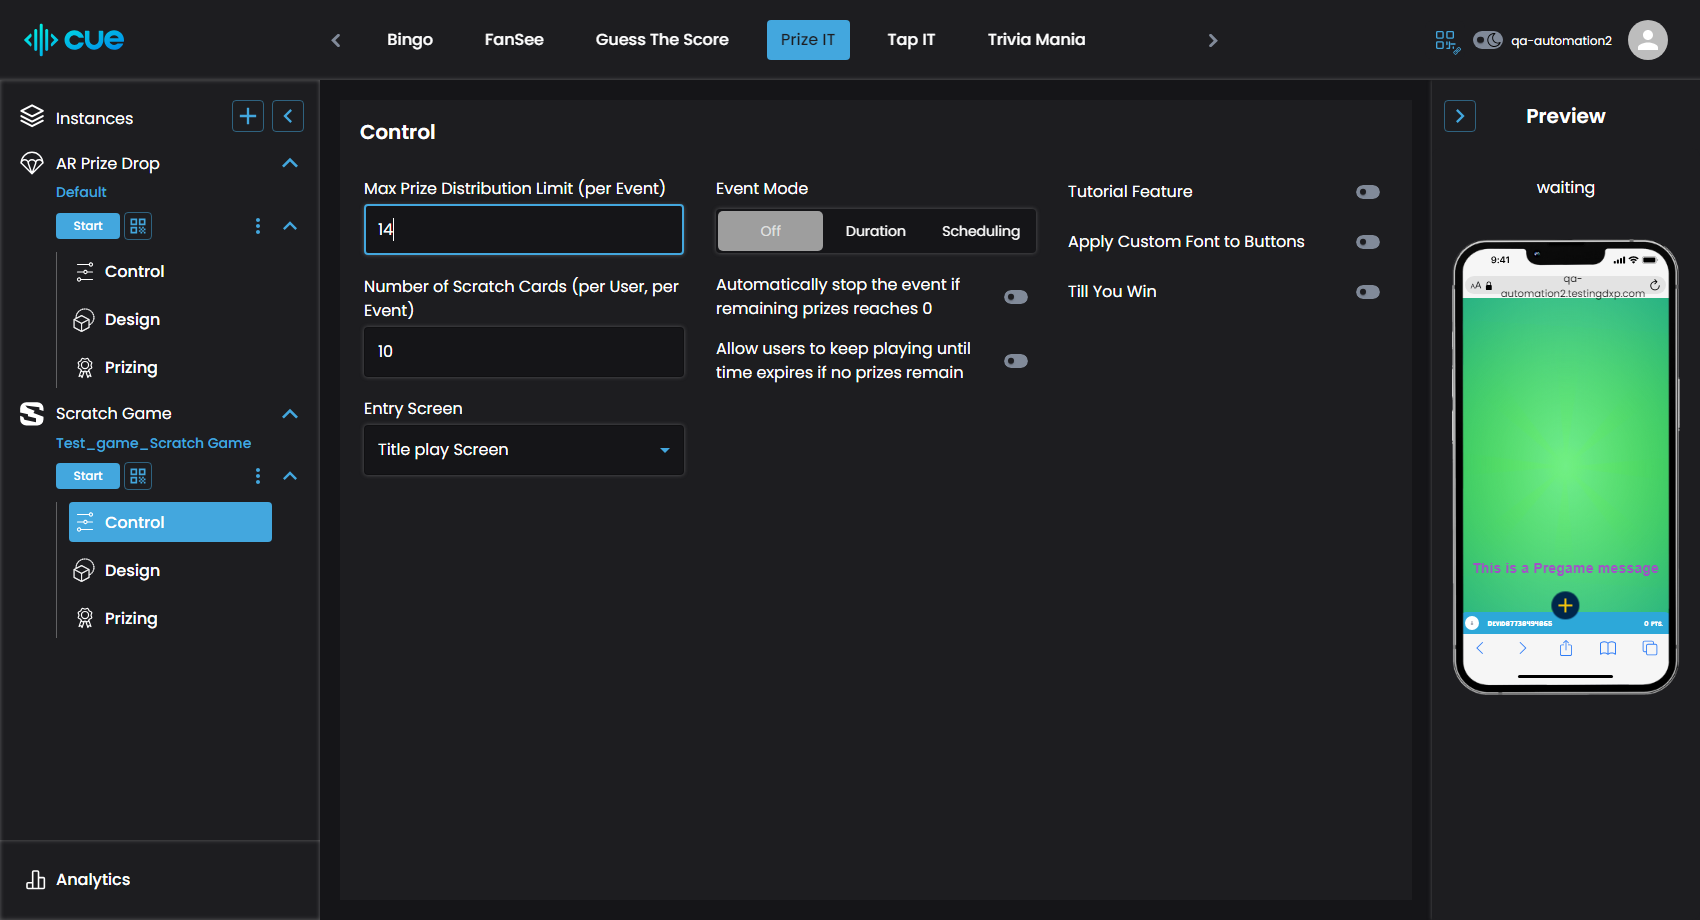 cue
Bingo
FanSee
Guess The Score
Prize IT
Tap IT
Trivia Mania
qa-automation2
Instances
AR Prize Drop
Default
Start
Control
Design
Prizing
Scratch Game
Test_game_Scratch Game
Start
Control
Design
Prizing
Analytics
Control
Max Prize Distribution Limit (per Event)
14
Number of Scratch Cards (per User, per
Event)
10
Entry Screen
Title play Screen
Event Mode
Off
Duration
Scheduling
Automatically stop the event if
remaining prizes reaches 0
Allow users to keep playing until
time expires if no prizes remain
Tutorial Feature
Apply Custom Font to Buttons
Till You Win
Preview
waiting
9:41
AA
qa-
automation2.testingdxp.com
This is a Pregame message
0 PTS.